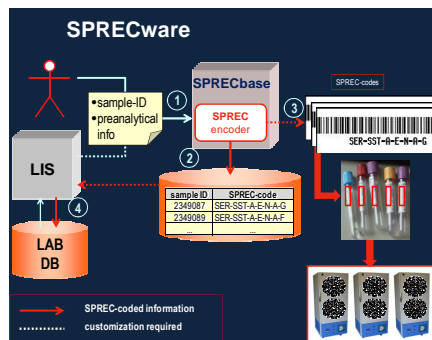 SPRECware
•sample-ID
•preanalytical
info
1
SPRECbase
SPREC
encoder
3
SPREC-codes
SER-SST-A-E-N-A-G
2
LIS
sample ID SPREC-code
2349087 SER-SST-A-E-N-A-G
2349089 SER-SST-A-E-N-A-F
... ...
4
LAB
DB
SPREC-coded information
customization required